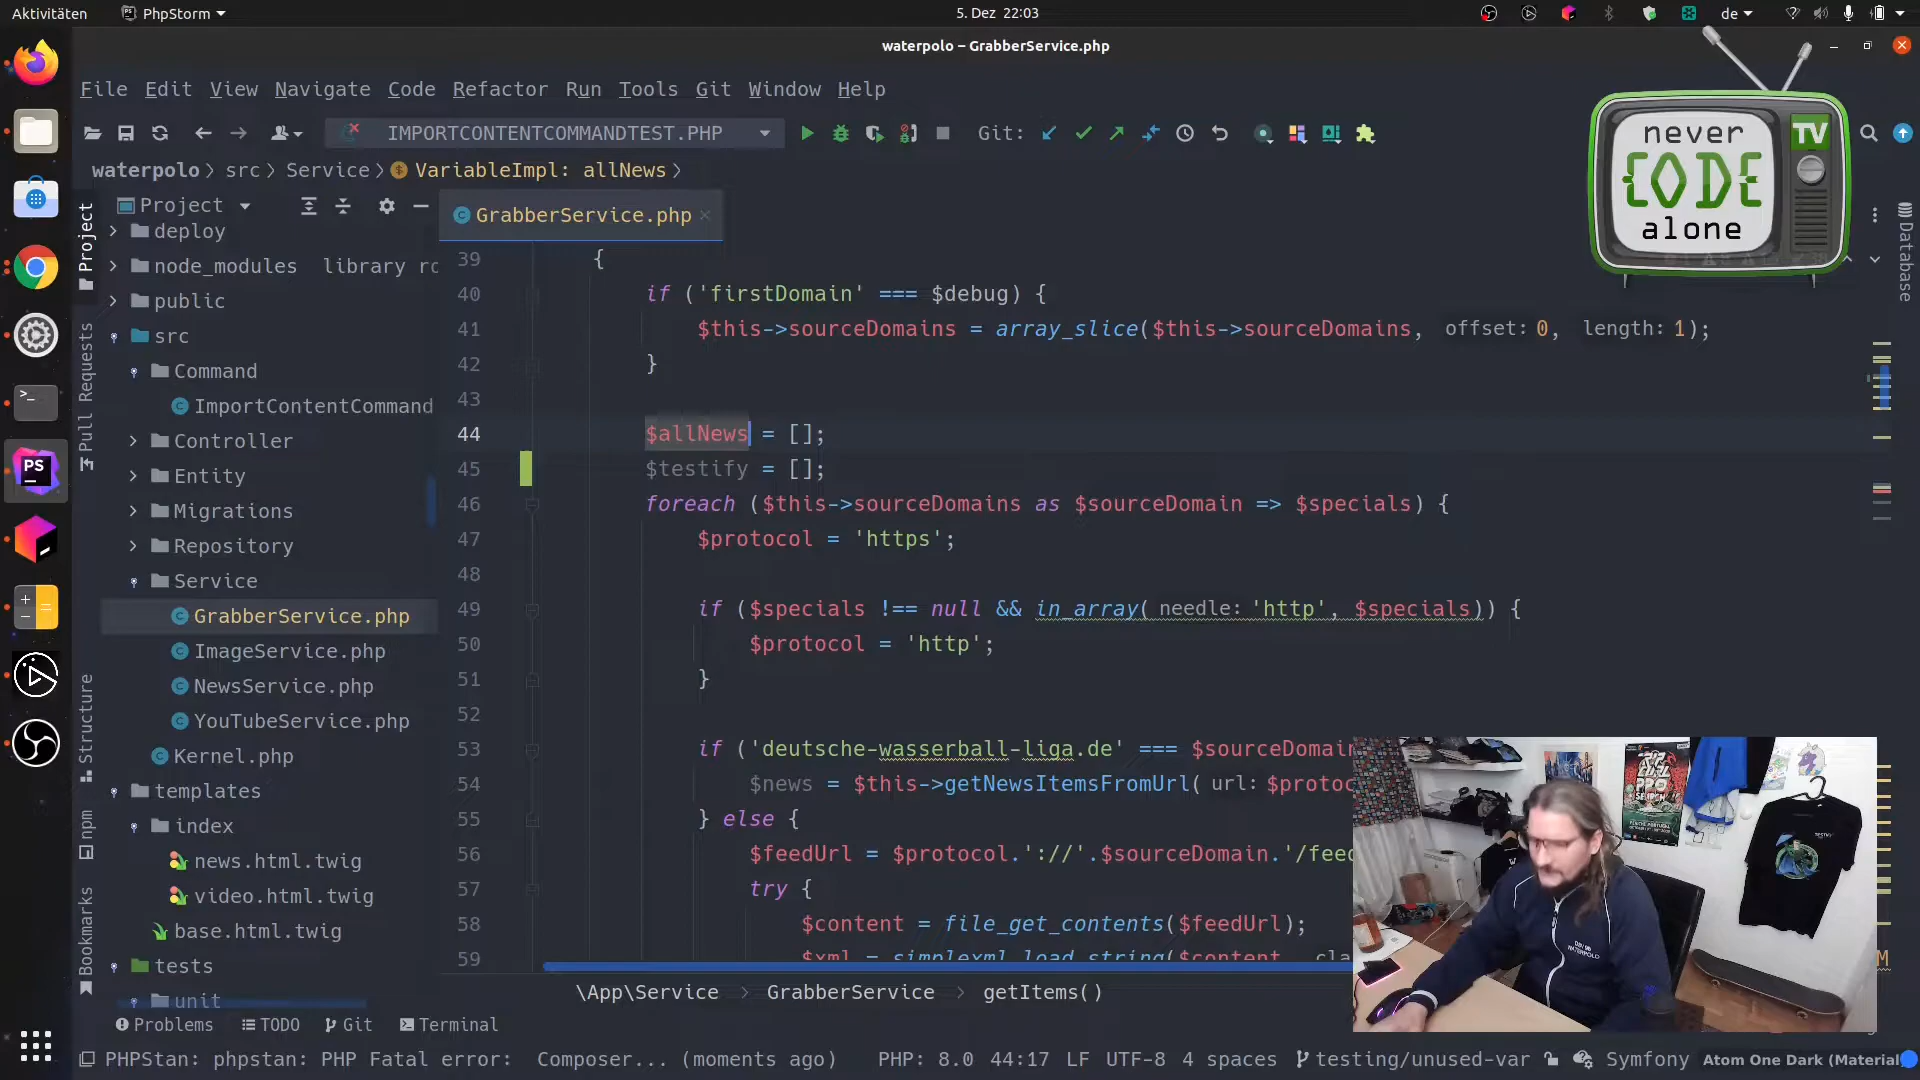 Aktivitäten
PhpStorm
5. Dez 22:03
de
waterpolo – GrabberService.php
File Edit View Navigate Code Refactor Run Tools Git Window Help
IMPORTCONTENTCOMMANDTEST.PHP
Git:
waterpolo > src > Service > VariableImpl: allNews >
never
CODE
alone
TV
Project
GrabberService.php
Project
Pull Requests
Structure
npm
Bookmarks
Database
deploy
node_modules library ro
public
src
Command
ImportContentCommand
Controller
Entity
Migrations
Repository
Service
GrabberService.php
ImageService.php
NewsService.php
YouTubeService.php
Kernel.php
templates
index
news.html.twig
video.html.twig
base.html.twig
tests
unit
39 {
40 if ('firstDomain' === $debug) {
41 $this->sourceDomains = array_slice($this->sourceDomains, offset: 0, length: 1);
42 }
43
44 $allNews = [];
45 $testify = [];
46 foreach ($this->sourceDomains as $sourceDomain => $specials) {
47 $protocol = 'https';
48
49 if ($specials !== null && in_array( needle: 'http', $specials)) {
50 $protocol = 'http';
51 }
52
53 if ('deutsche-wasserball-liga.de' === $sourceDomain
54 $news = $this->getNewsItemsFromUrl( url: $protoc
55 } else {
56 $feedUrl = $protocol.'://'.$sourceDomain.'/feed
57 try {
58 $content = file_get_contents($feedUrl);
59 $xml = simplexml_load_string($content, cla
\App\Service > GrabberService > getItems()
Problems TODO Git Terminal
PHPStan: phpstan: PHP Fatal error: Composer... (moments ago)
PHP: 8.0 44:17 LF UTF-8 4 spaces testing/unused-var Symfony Atom One Dark (Material
PS